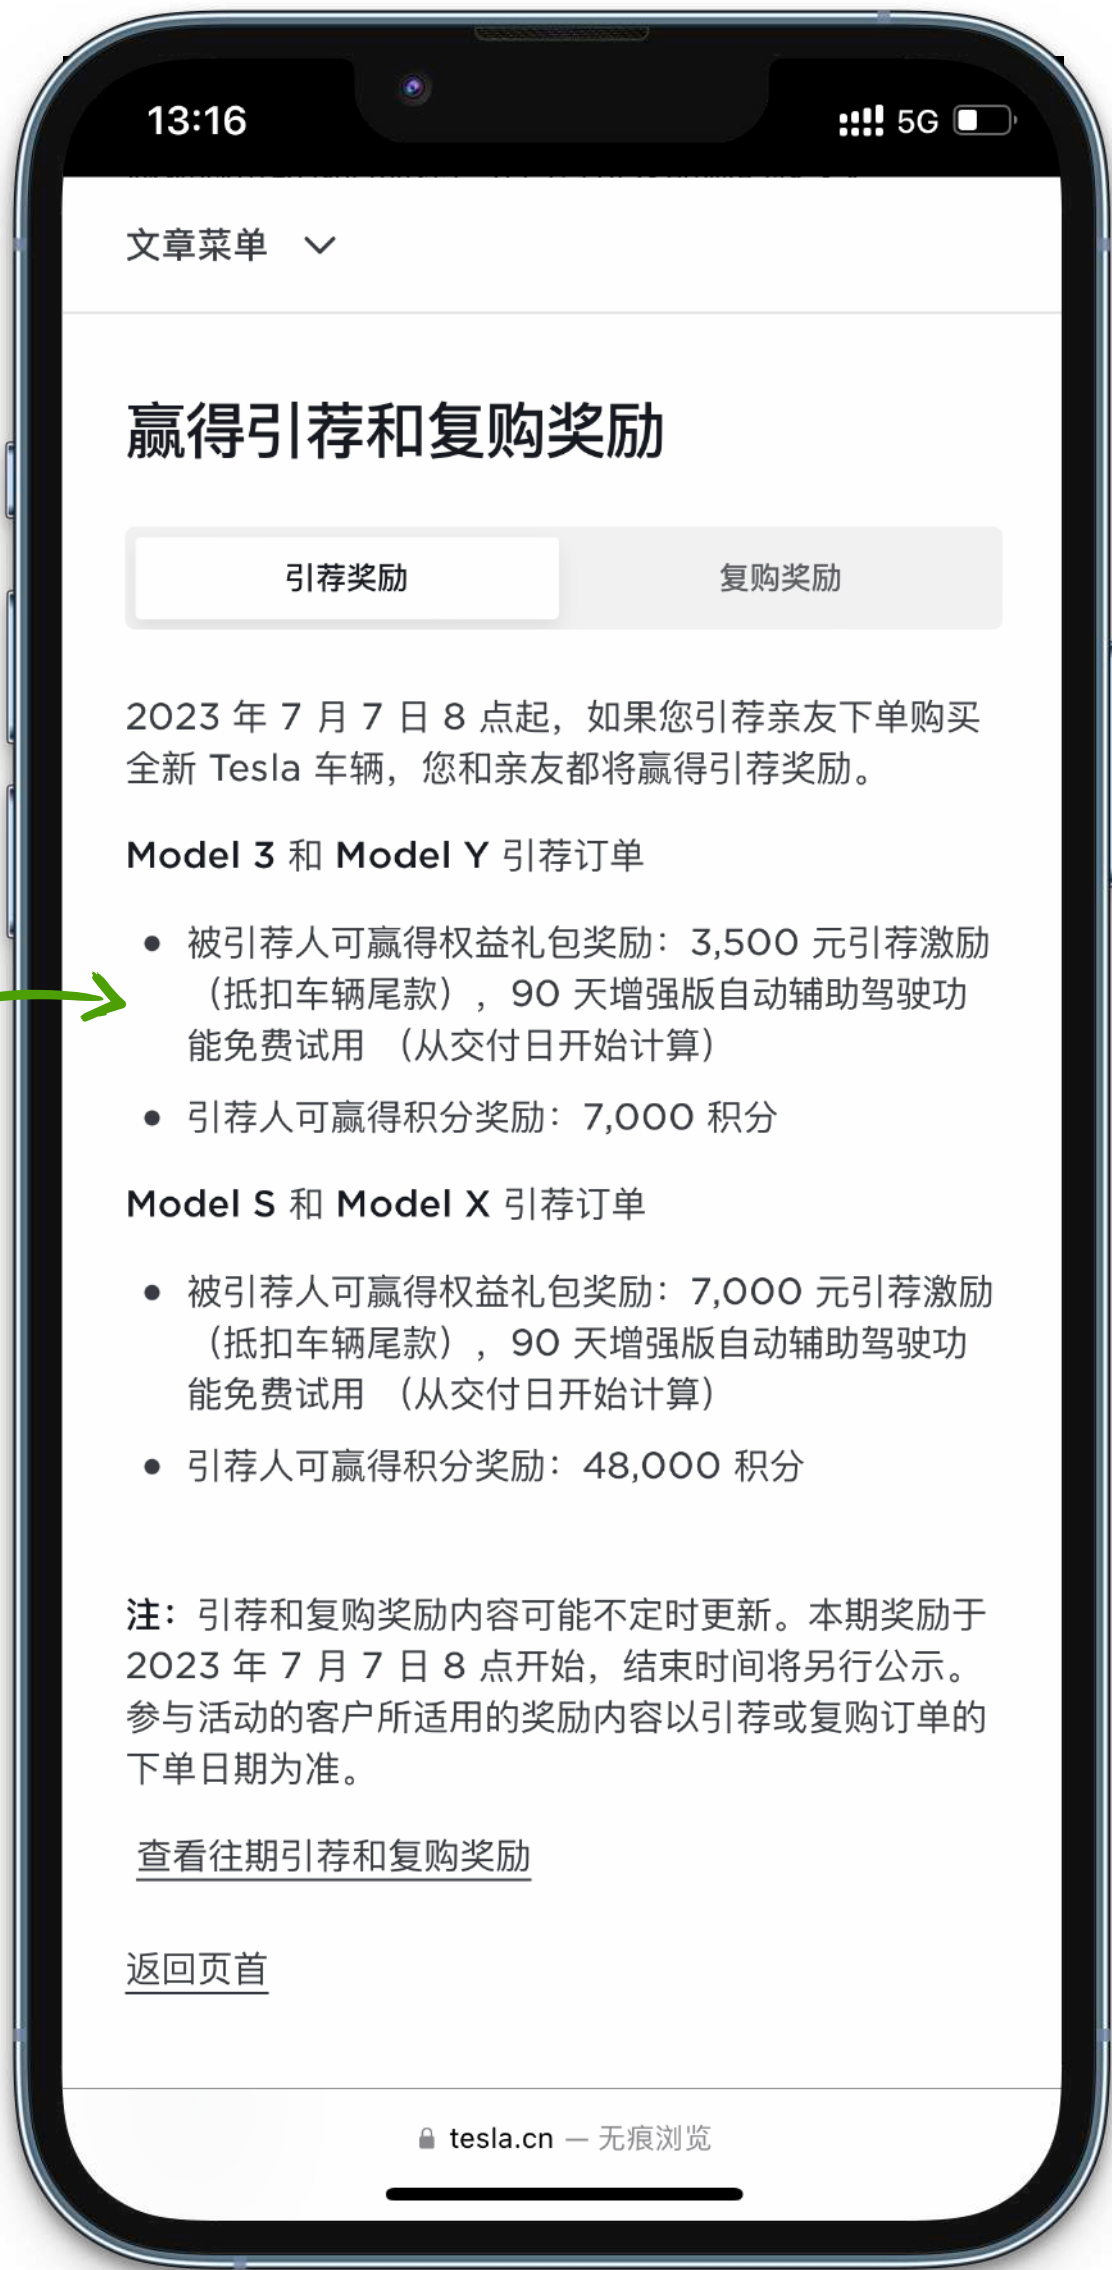 13:16
5G
文章菜单
赢得引荐和复购奖励
引荐奖励
复购奖励
2023 年 7 月 7 日 8 点起，如果您引荐亲友下单购买
全新 Tesla 车辆，您和亲友都将赢得引荐奖励。
Model 3 和 Model Y 引荐订单
被引荐人可赢得权益礼包奖励：3,500 元引荐激励
（抵扣车辆尾款），90 天增强版自动辅助驾驶功
能免费试用 （从交付日开始计算）
引荐人可赢得积分奖励：7,000 积分
Model S 和 Model X 引荐订单
被引荐人可赢得权益礼包奖励：7,000 元引荐激励
（抵扣车辆尾款），90 天增强版自动辅助驾驶功
能免费试用 （从交付日开始计算）
引荐人可赢得积分奖励：48,000 积分
注：引荐和复购奖励内容可能不定时更新。本期奖励于
2023 年 7 月 7 日 8 点开始，结束时间将另行公示。
参与活动的客户所适用的奖励内容以引荐或复购订单的
下单日期为准。
查看往期引荐和复购奖励
返回页首
tesla.cn — 无痕浏览